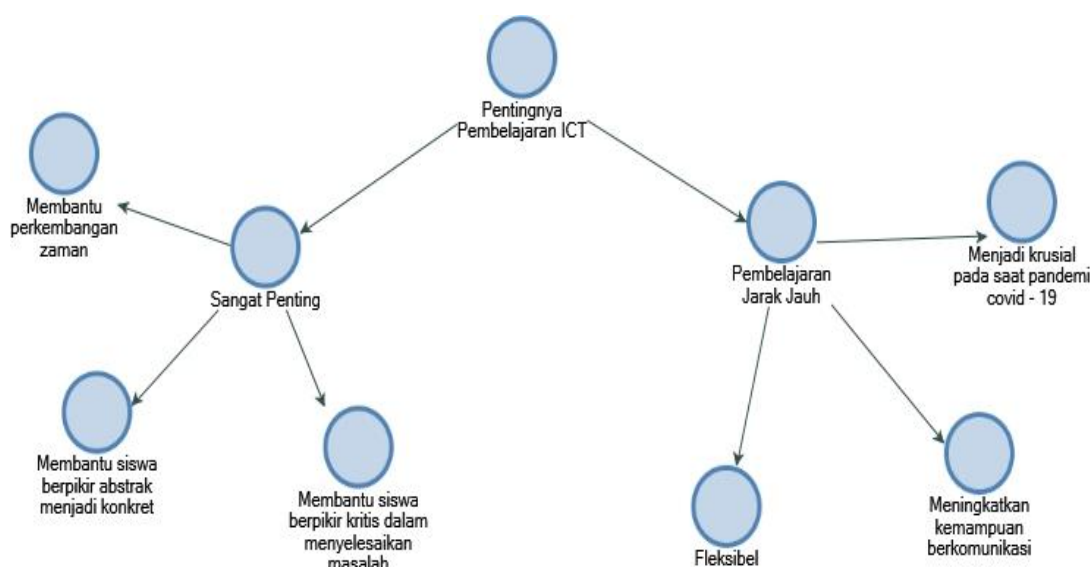 Pentingnya
Pembelajaran ICT
Membantu
perkembangan
zaman
Sangat Penting
Pembelajaran
Jarak Jauh
Menjadi krusial
pada saat pandemi
covid - 19
Membantu siswa
berpikir abstrak
menjadi konkret
Membantu siswa
berpikir kritis dalam
menyelesaikan
masalah
Fleksibel
Meningkatkan
kemampuan
berkomunikasi